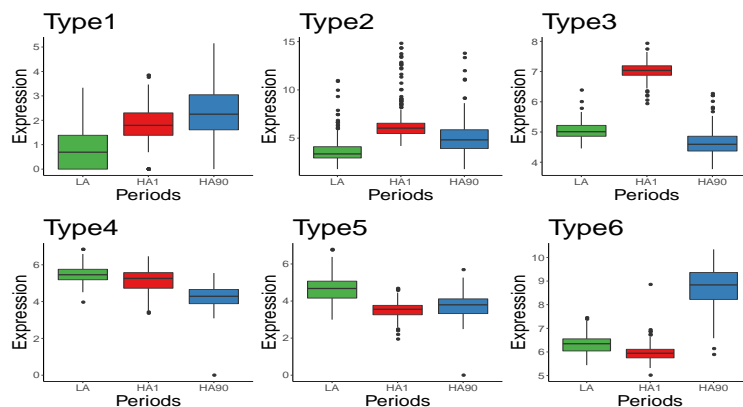 Type1
Expression
5
4
3
2
1
0
LA HA1 HA90
Periods
Type2
Expression
15
10
5
LA HA1 HA90
Periods
Type3
Expression
8
7
6
5
4
LA HA1 HA90
Periods
Type4
Expression
6
4
2
0
LA HA1 HA90
Periods
Type5
Expression
6
4
2
0
LA HA1 HA90
Periods
Type6
Expression
10
9
8
7
6
5
LA HA1 HA90
Periods